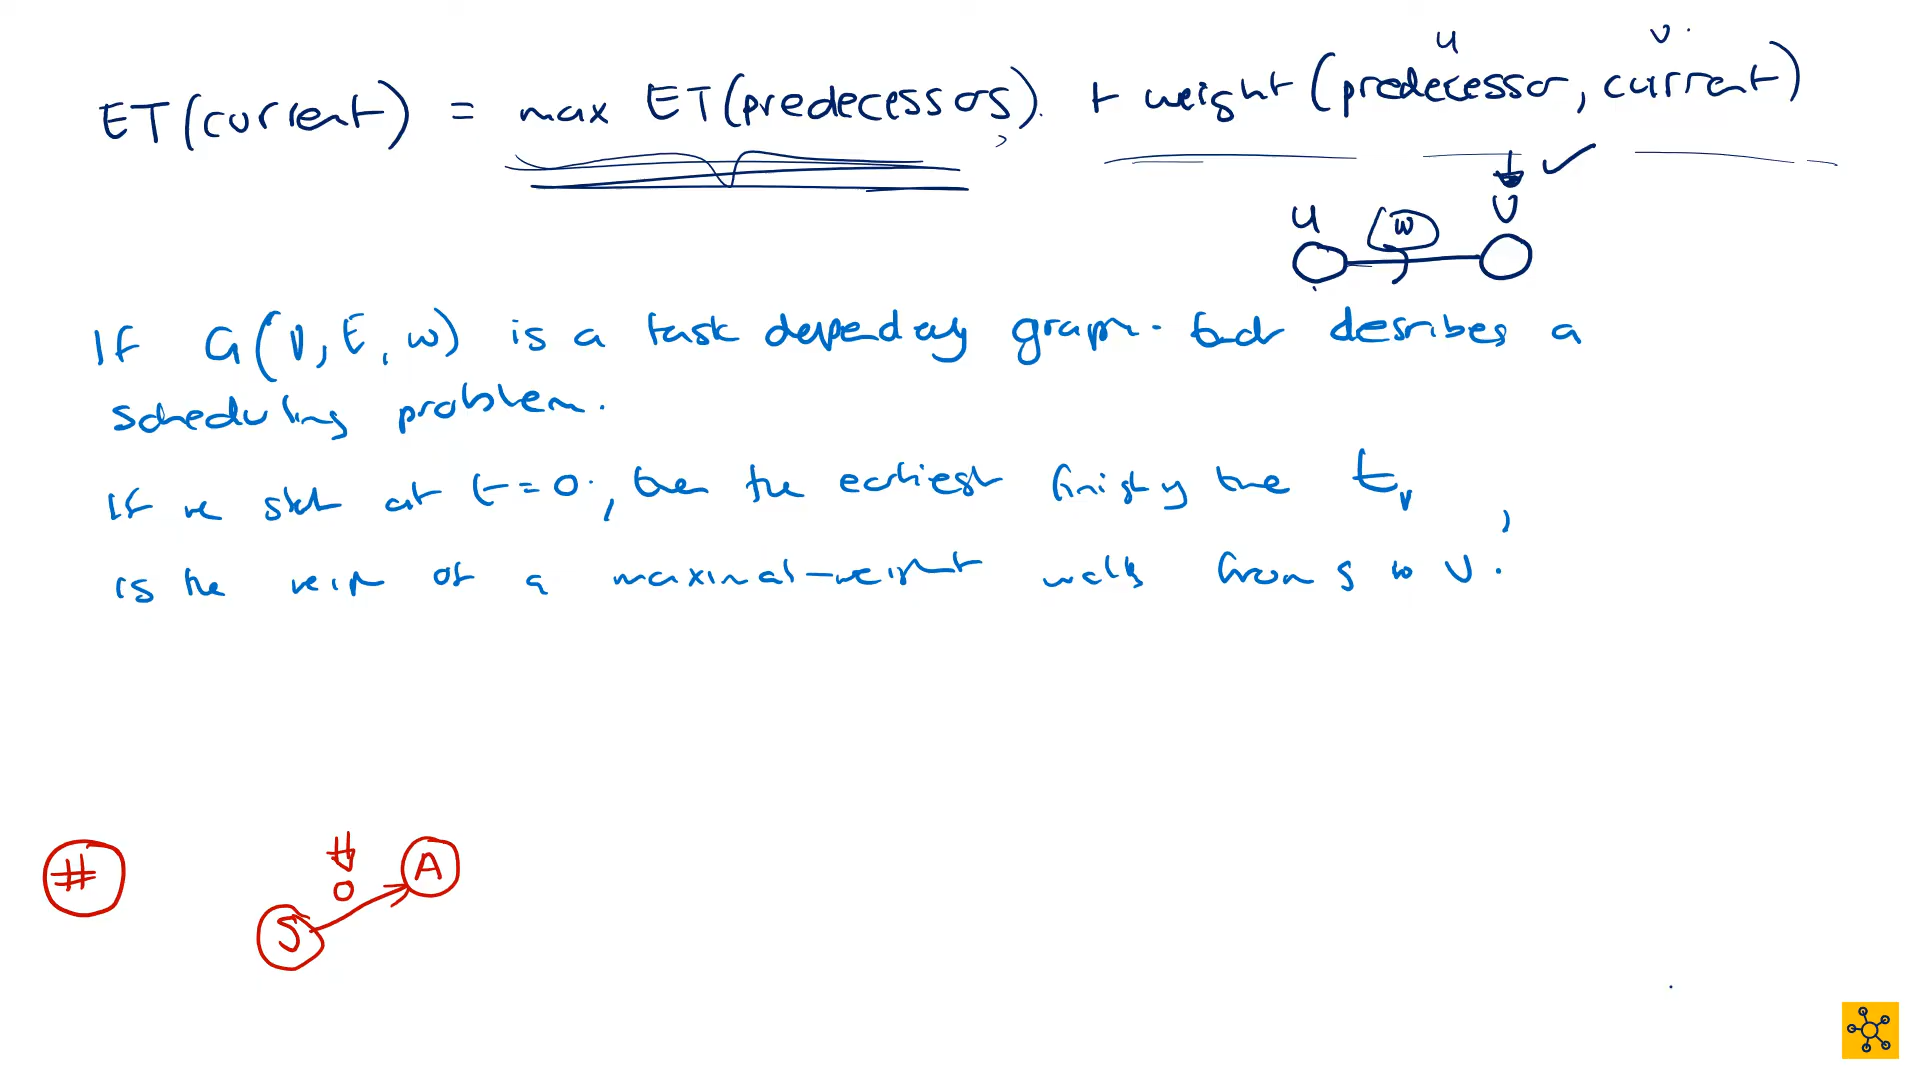 u v
ET(current) = max ET(predecessors) + weight (predecessor, current)
u w v
If G(V, E, w) is a task dependency graph. and describes a
scheduling problem.
If we start at t=0, then the earliest finishing time t_v,
is the weight of a maximal-weight walk from S to V.
#
0 A
S